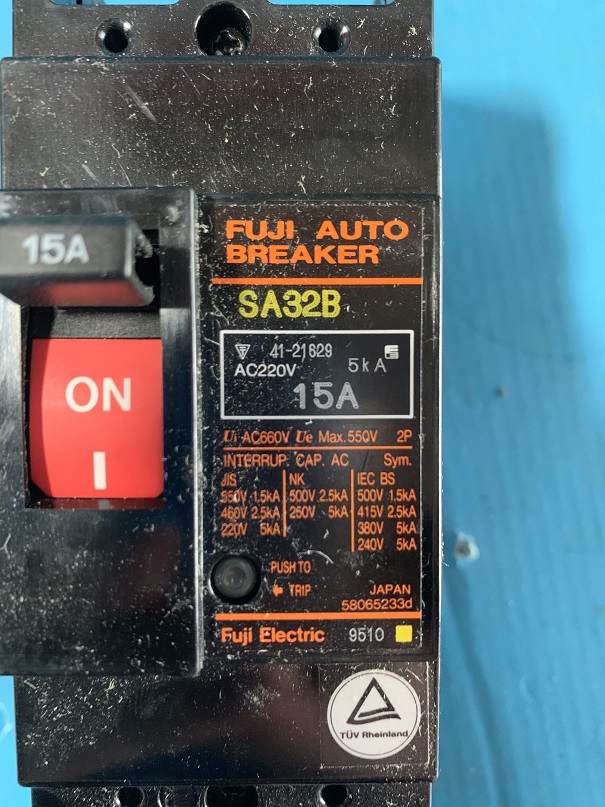 15A
ON
I
FUJI AUTO
BREAKER
SA32B
41-21629
AC220V 5kA
15A
Ui AC660V Ue Max.550V 2P
INTERRUP. CAP. AC Sym.
JIS NK IEC BS
550V 1.5kA 500V 2.5kA 500V 1.5kA
460V 2.5kA 250V 5kA 415V 2.5kA
220V 5kA 380V 5kA
240V 5kA
PUSH TO
TRIP
JAPAN
58065233d
Fuji Electric 9510
TÜV Rheinland